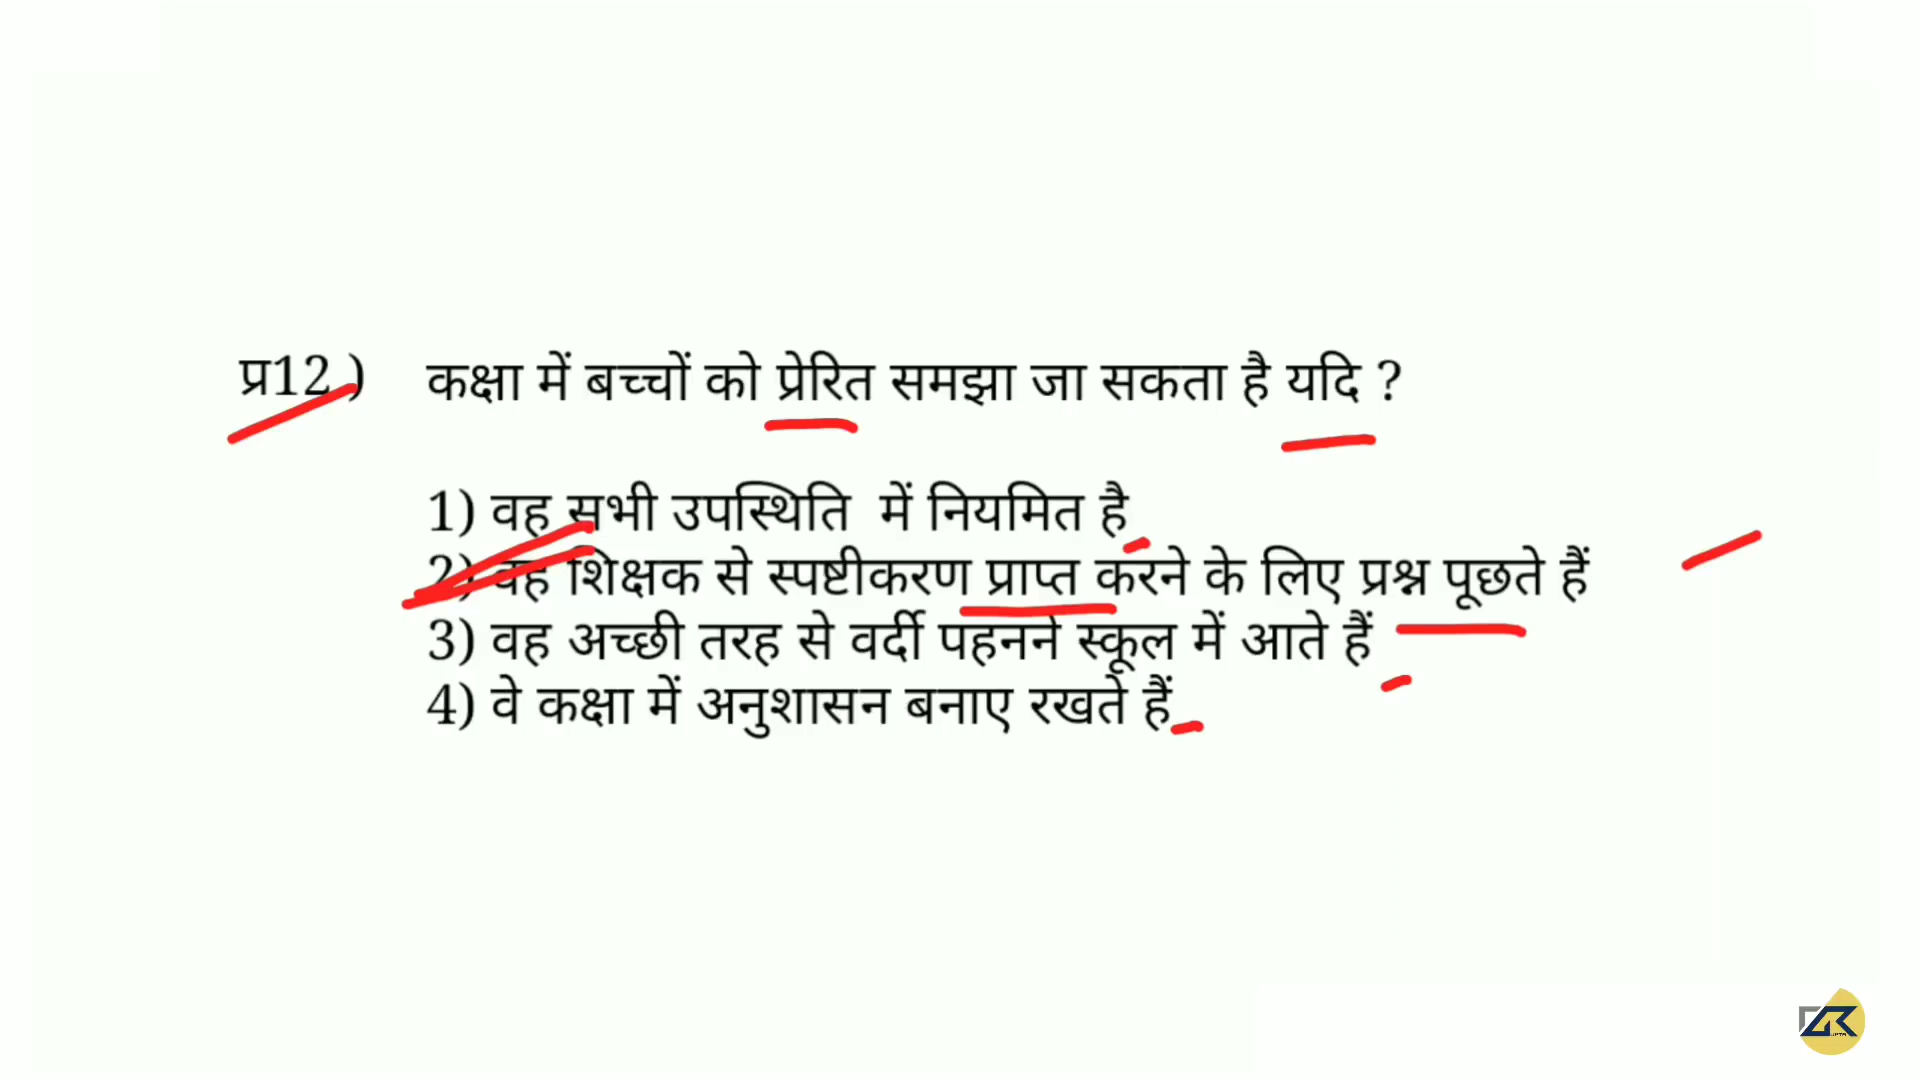 प्र12 ) कक्षा में बच्चों को प्रेरित समझा जा सकता है यदि ?
1) वह सभी उपस्थिति में नियमित है
2) वह शिक्षक से स्पष्टीकरण प्राप्त करने के लिए प्रश्न पूछते हैं
3) वह अच्छी तरह से वर्दी पहनने स्कूल में आते हैं
4) वे कक्षा में अनुशासन बनाए रखते हैं